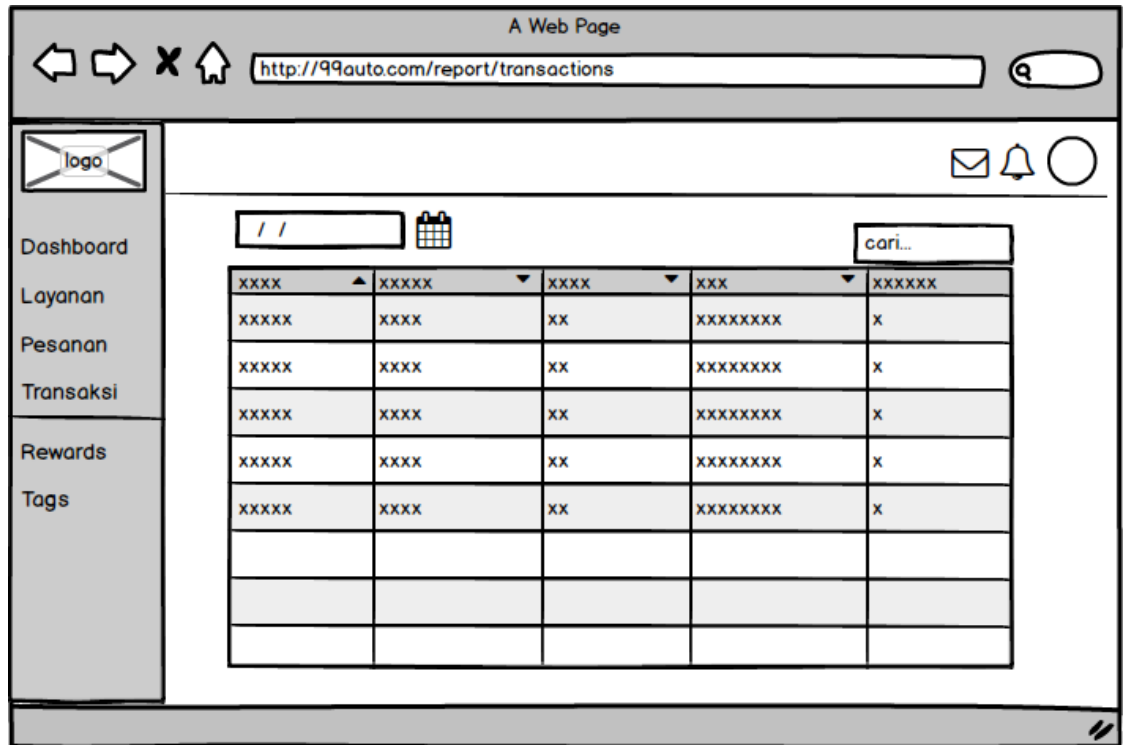 A Web Page
http://99auto.com/report/transactions
logo
Dashboard
Layanan
Pesanan
Transaksi
Rewards
Tags
/ /
cari...
xxxx xxxxx xxxx xxx xxxxxx
xxxxx xxxx xx xxxxxxxx x
xxxxx xxxx xx xxxxxxxx x
xxxxx xxxx xx xxxxxxxx x
xxxxx xxxx xx xxxxxxxx x
xxxxx xxxx xx xxxxxxxx x